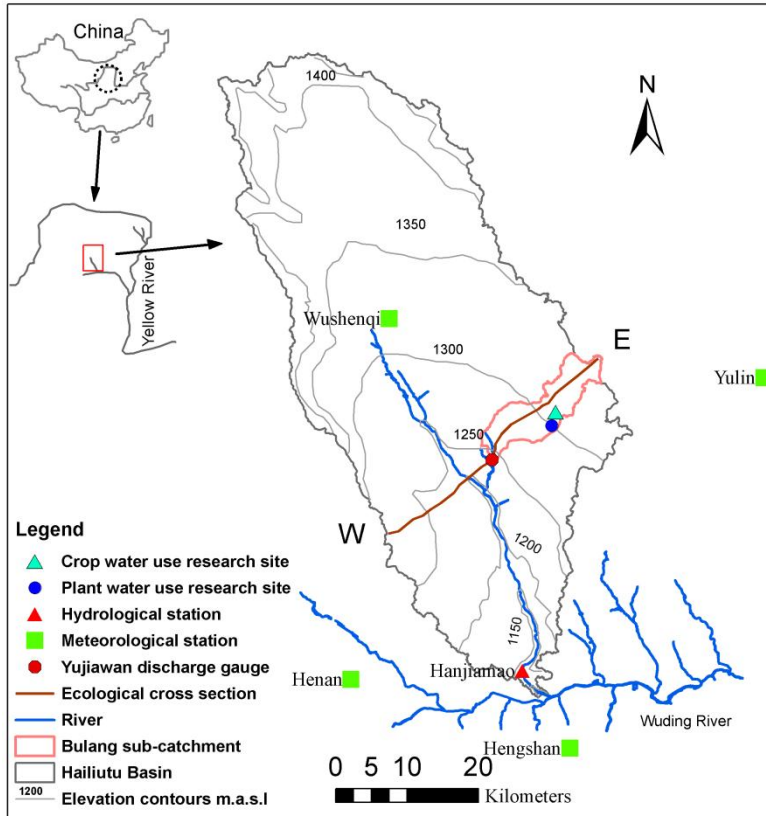 China
1400
N
1350
Yellow River
Wushenqi
1300
E
Yulin
1250
W
1200
1150
Hanjiamao
Henan
Wuding River
Hengshan
Legend
Crop water use research site
Plant water use research site
Hydrological station
Meteorological station
Yujiawan discharge gauge
Ecological cross section
River
Bulang sub-catchment
Hailiutu Basin
1200 Elevation contours m.a.s.l
0 5 10 20
Kilometers